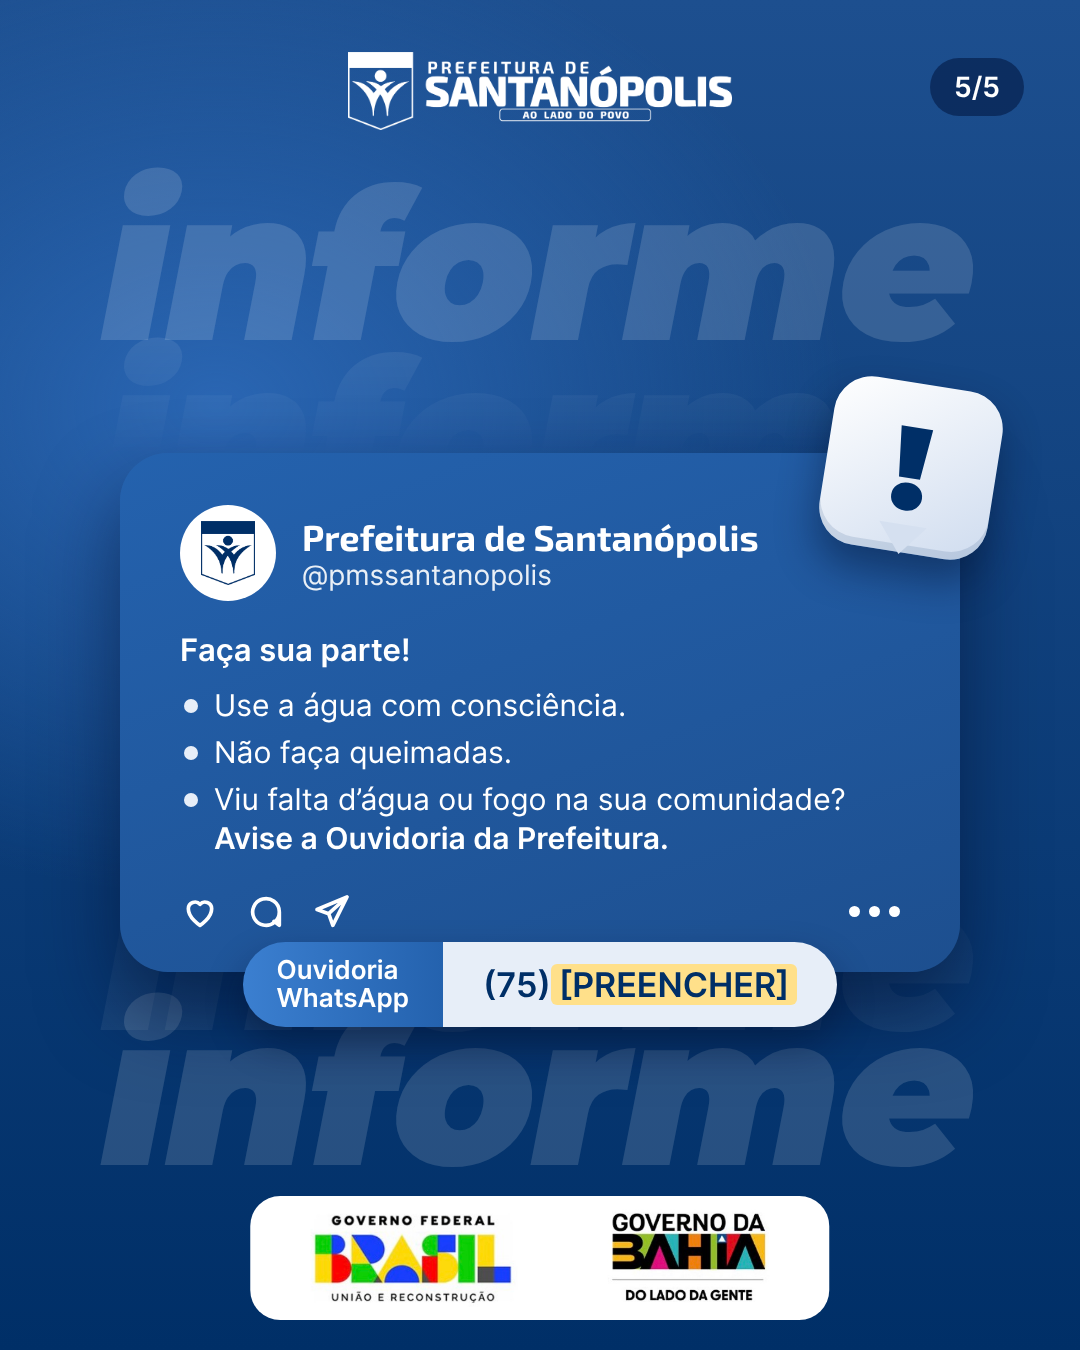 PREFEITURA DE
SANTANÓPOLIS
AO LADO DO POVO
5/5
informe
inform
!
Prefeitura de Santanópolis
@pmssantanopolis
Faça sua parte!
Use a água com consciência.
Não faça queimadas.
Viu falta d’água ou fogo na sua comunidade?
Avise a Ouvidoria da Prefeitura.
Ouvidoria
WhatsApp
(75) [PREENCHER]
informe
GOVERNO FEDERAL
BRASIL
UNIÃO E RECONSTRUÇÃO
GOVERNO DA
BAHIA
DO LADO DA GENTE